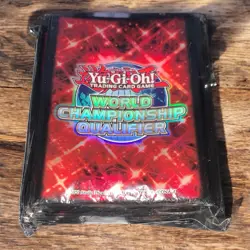 Yu-Gi-Oh!
TRADING CARD GAME
WORLD
CHAMPIONSHIP
QUALIFIER